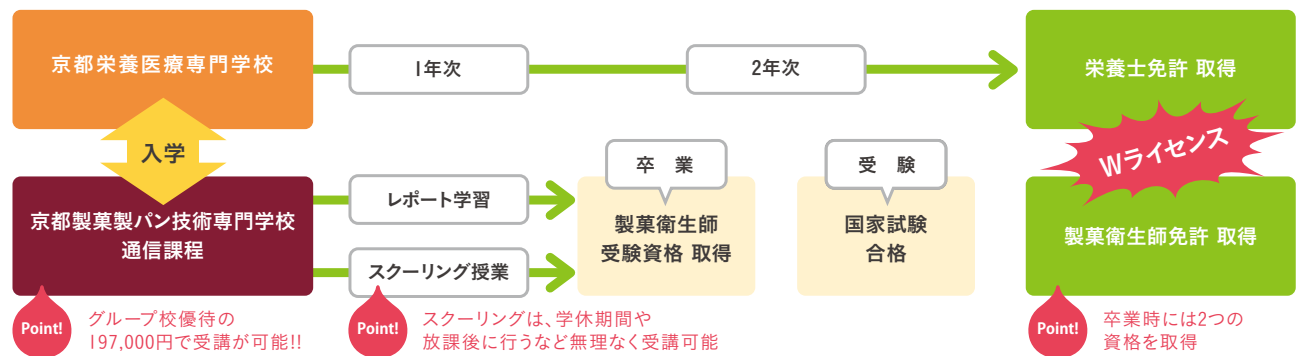 京都栄養医療専門学校
1年次
2年次
栄養士免許 取得
入学
Wライセンス
京都製菓製パン技術専門学校
通信課程
レポート学習
スクーリング授業
卒 業
製菓衛生師
受験資格 取得
受 験
国家試験
合格
製菓衛生師免許 取得
Point!
グループ校優待の
197,000円で受講が可能!!
Point!
スクーリングは、学休期間や
放課後に行うなど無理なく受講可能
Point!
卒業時には2つの
資格を取得